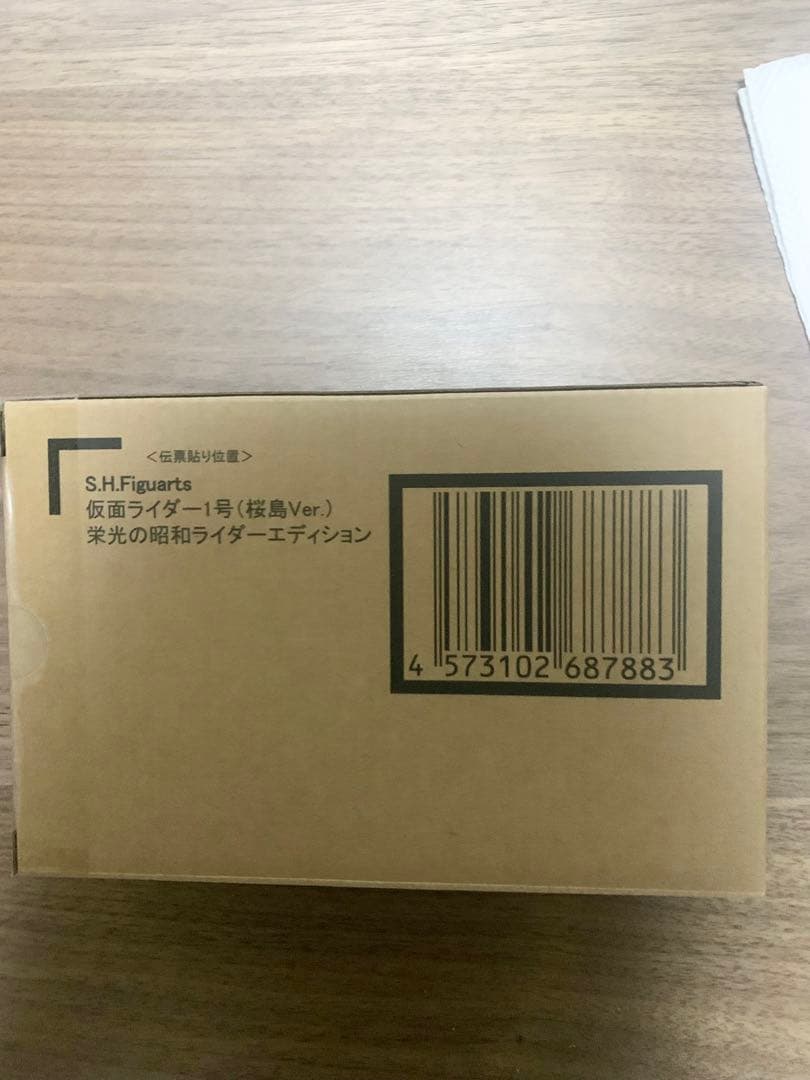 ＜伝票貼り位置＞
S.H.Figuarts
仮面ライダー1号(桜島Ver.)
栄光の昭和ライダーエディション
4 573102 687883